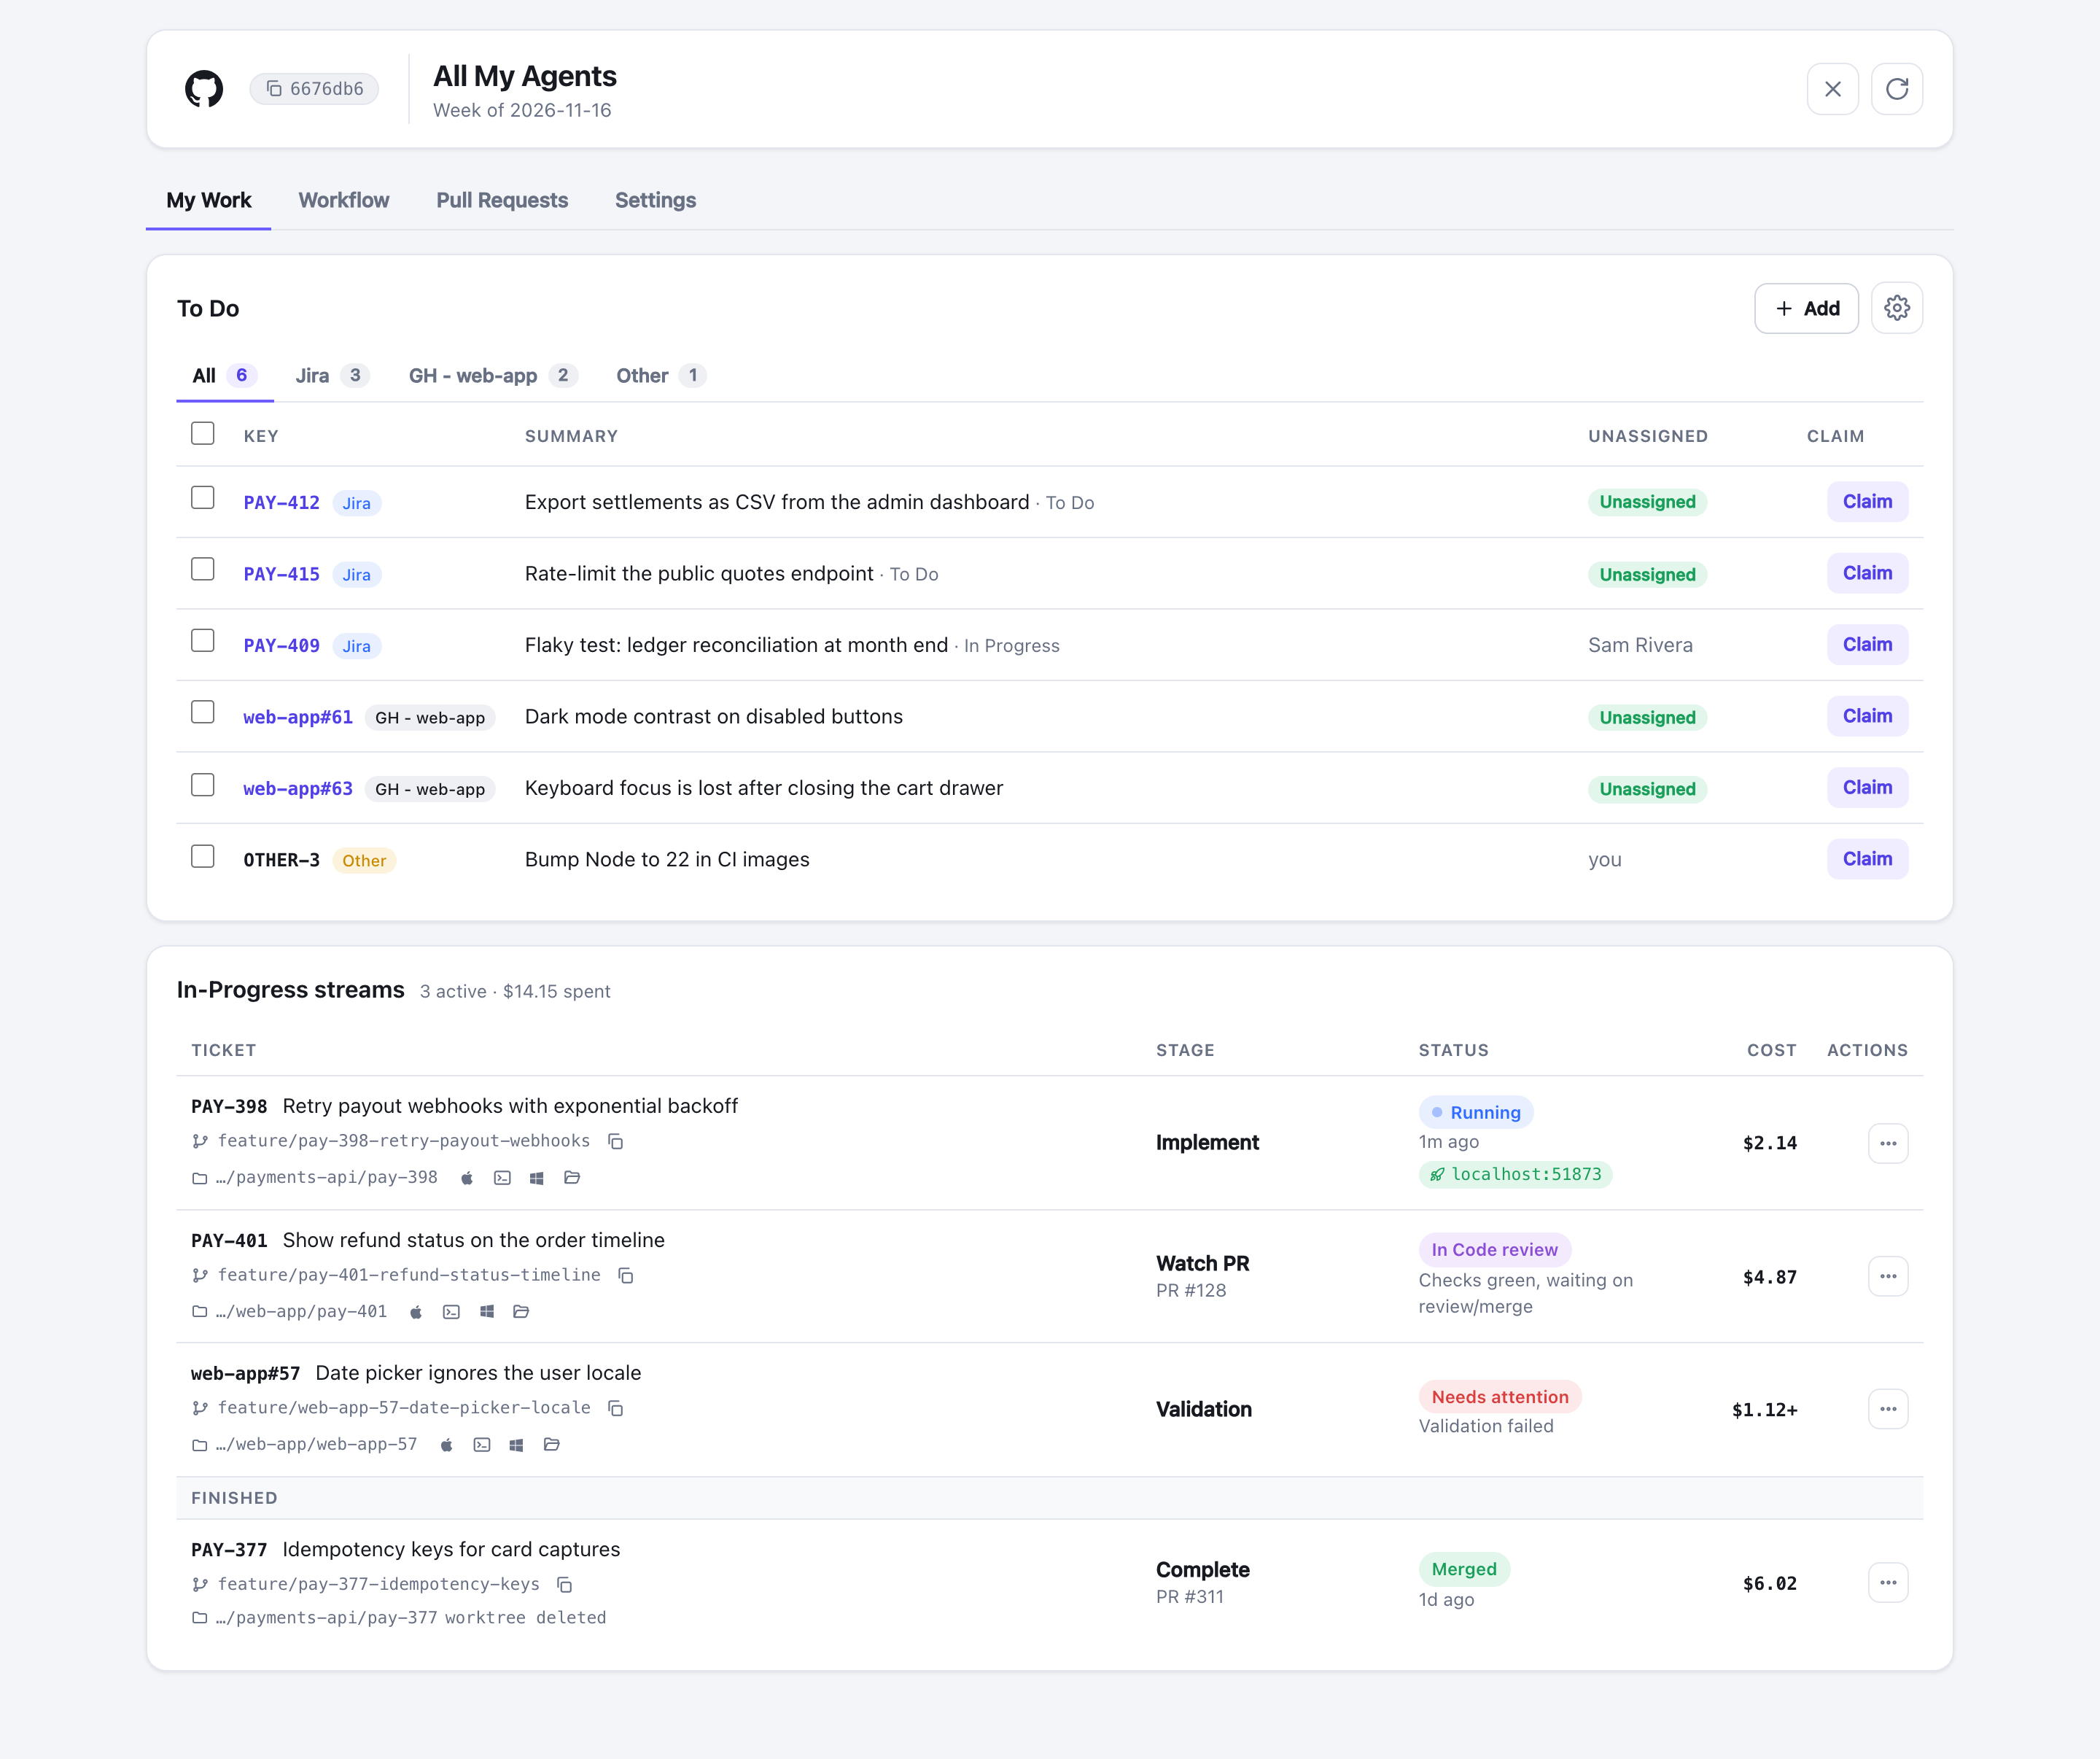 6676db6
All My Agents
Week of 2026-11-16
My Work Workflow Pull Requests Settings
To Do
+ Add
All 6 Jira 3 GH - web-app 2 Other 1
KEY SUMMARY UNASSIGNED CLAIM
PAY-412 Jira Export settlements as CSV from the admin dashboard · To Do Unassigned Claim
PAY-415 Jira Rate-limit the public quotes endpoint · To Do Unassigned Claim
PAY-409 Jira Flaky test: ledger reconciliation at month end · In Progress Sam Rivera Claim
web-app#61 GH - web-app Dark mode contrast on disabled buttons Unassigned Claim
web-app#63 GH - web-app Keyboard focus is lost after closing the cart drawer Unassigned Claim
OTHER-3 Other Bump Node to 22 in CI images you Claim
In-Progress streams 3 active · $14.15 spent
TICKET STAGE STATUS COST ACTIONS
PAY-398 Retry payout webhooks with exponential backoff
feature/pay-398-retry-payout-webhooks
…/payments-api/pay-398
Implement
Running
1m ago
localhost:51873
$2.14
PAY-401 Show refund status on the order timeline
feature/pay-401-refund-status-timeline
…/web-app/pay-401
Watch PR
PR #128
In Code review
Checks green, waiting on
review/merge
$4.87
web-app#57 Date picker ignores the user locale
feature/web-app-57-date-picker-locale
…/web-app/web-app-57
Validation
Needs attention
Validation failed
$1.12+
FINISHED
PAY-377 Idempotency keys for card captures
feature/pay-377-idempotency-keys
…/payments-api/pay-377 worktree deleted
Complete
PR #311
Merged
1d ago
$6.02